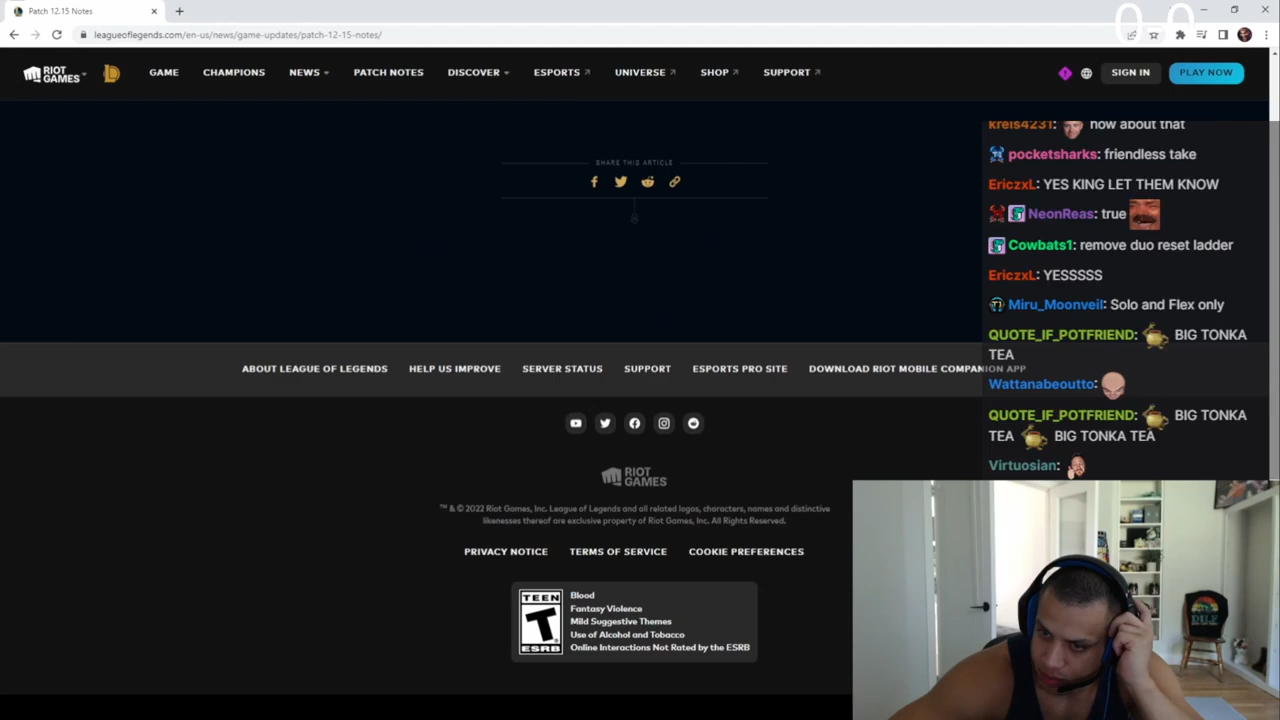 Patch 12.15 Notes
0 0
leagueoflegends.com/en-us/news/game-updates/patch-12-15-notes/
RIOT GAMES
GAME CHAMPIONS NEWS PATCH NOTES DISCOVER ESPORTS UNIVERSE SHOP SUPPORT
SIGN IN PLAY NOW
SHARE THIS ARTICLE
kreis4231: how about that
pocketsharks: friendless take
EriczxL: YES KING LET THEM KNOW
NeonReas: true
Cowbats1: remove duo reset ladder
EriczxL: YESSSSS
Miru_Moonveil: Solo and Flex only
QUOTE_IF_POTFRIEND: BIG TONKA
TEA
Wattanabeoutto:
QUOTE_IF_POTFRIEND: BIG TONKA
TEA BIG TONKA TEA
Virtuosian:
ABOUT LEAGUE OF LEGENDS HELP US IMPROVE SERVER STATUS SUPPORT ESPORTS PRO SITE DOWNLOAD RIOT MOBILE COMPANION APP
RIOT
GAMES
™ & © 2022 Riot Games, Inc. League of Legends and all related logos, characters, names and distinctive
likenesses thereof are exclusive property of Riot Games, Inc. All Rights Reserved.
PRIVACY NOTICE TERMS OF SERVICE COOKIE PREFERENCES
TEEN
T
ESRB
Blood
Fantasy Violence
Mild Suggestive Themes
Use of Alcohol and Tobacco
Online Interactions Not Rated by the ESRB